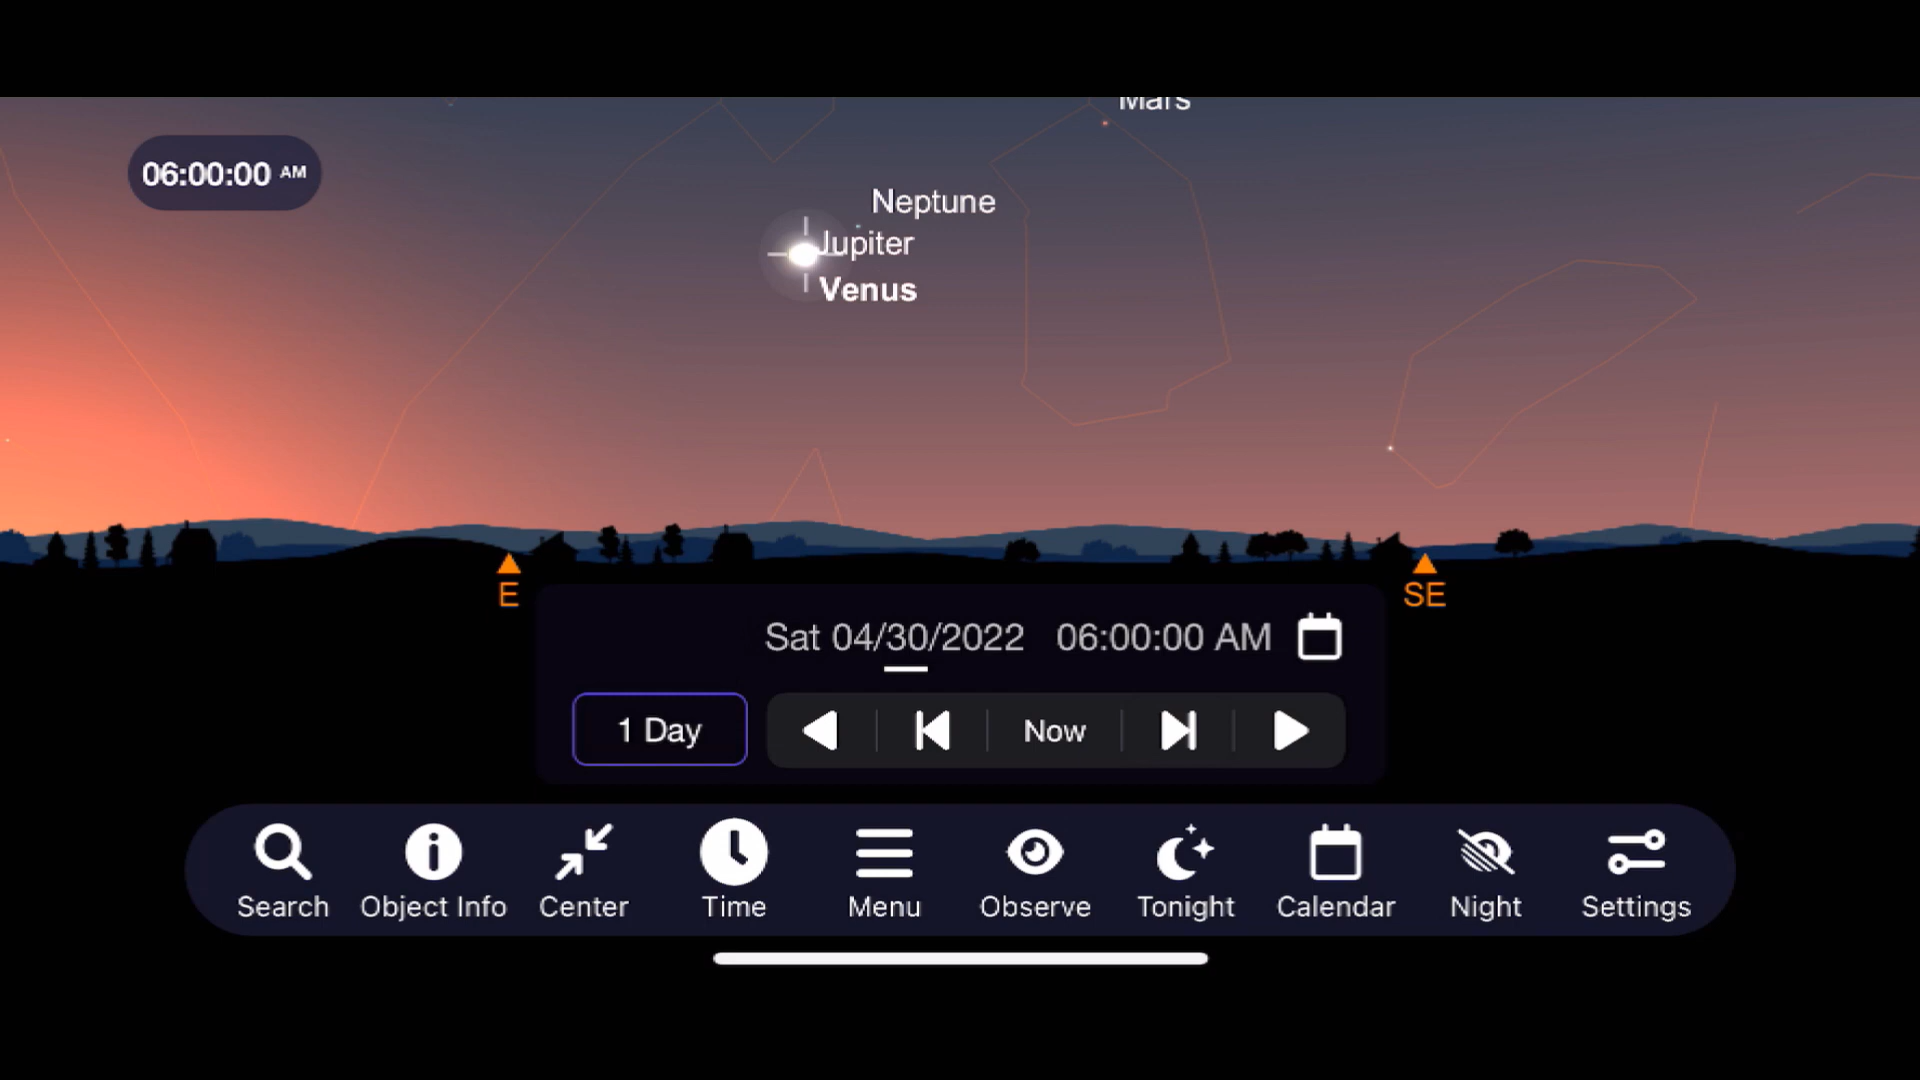 Mars
06:00:00 AM
Neptune
Jupiter
Venus
E
SE
Sat 04/30/2022 06:00:00 AM
1 Day
Now
Search Object Info Center Time Menu Observe Tonight Calendar Night Settings